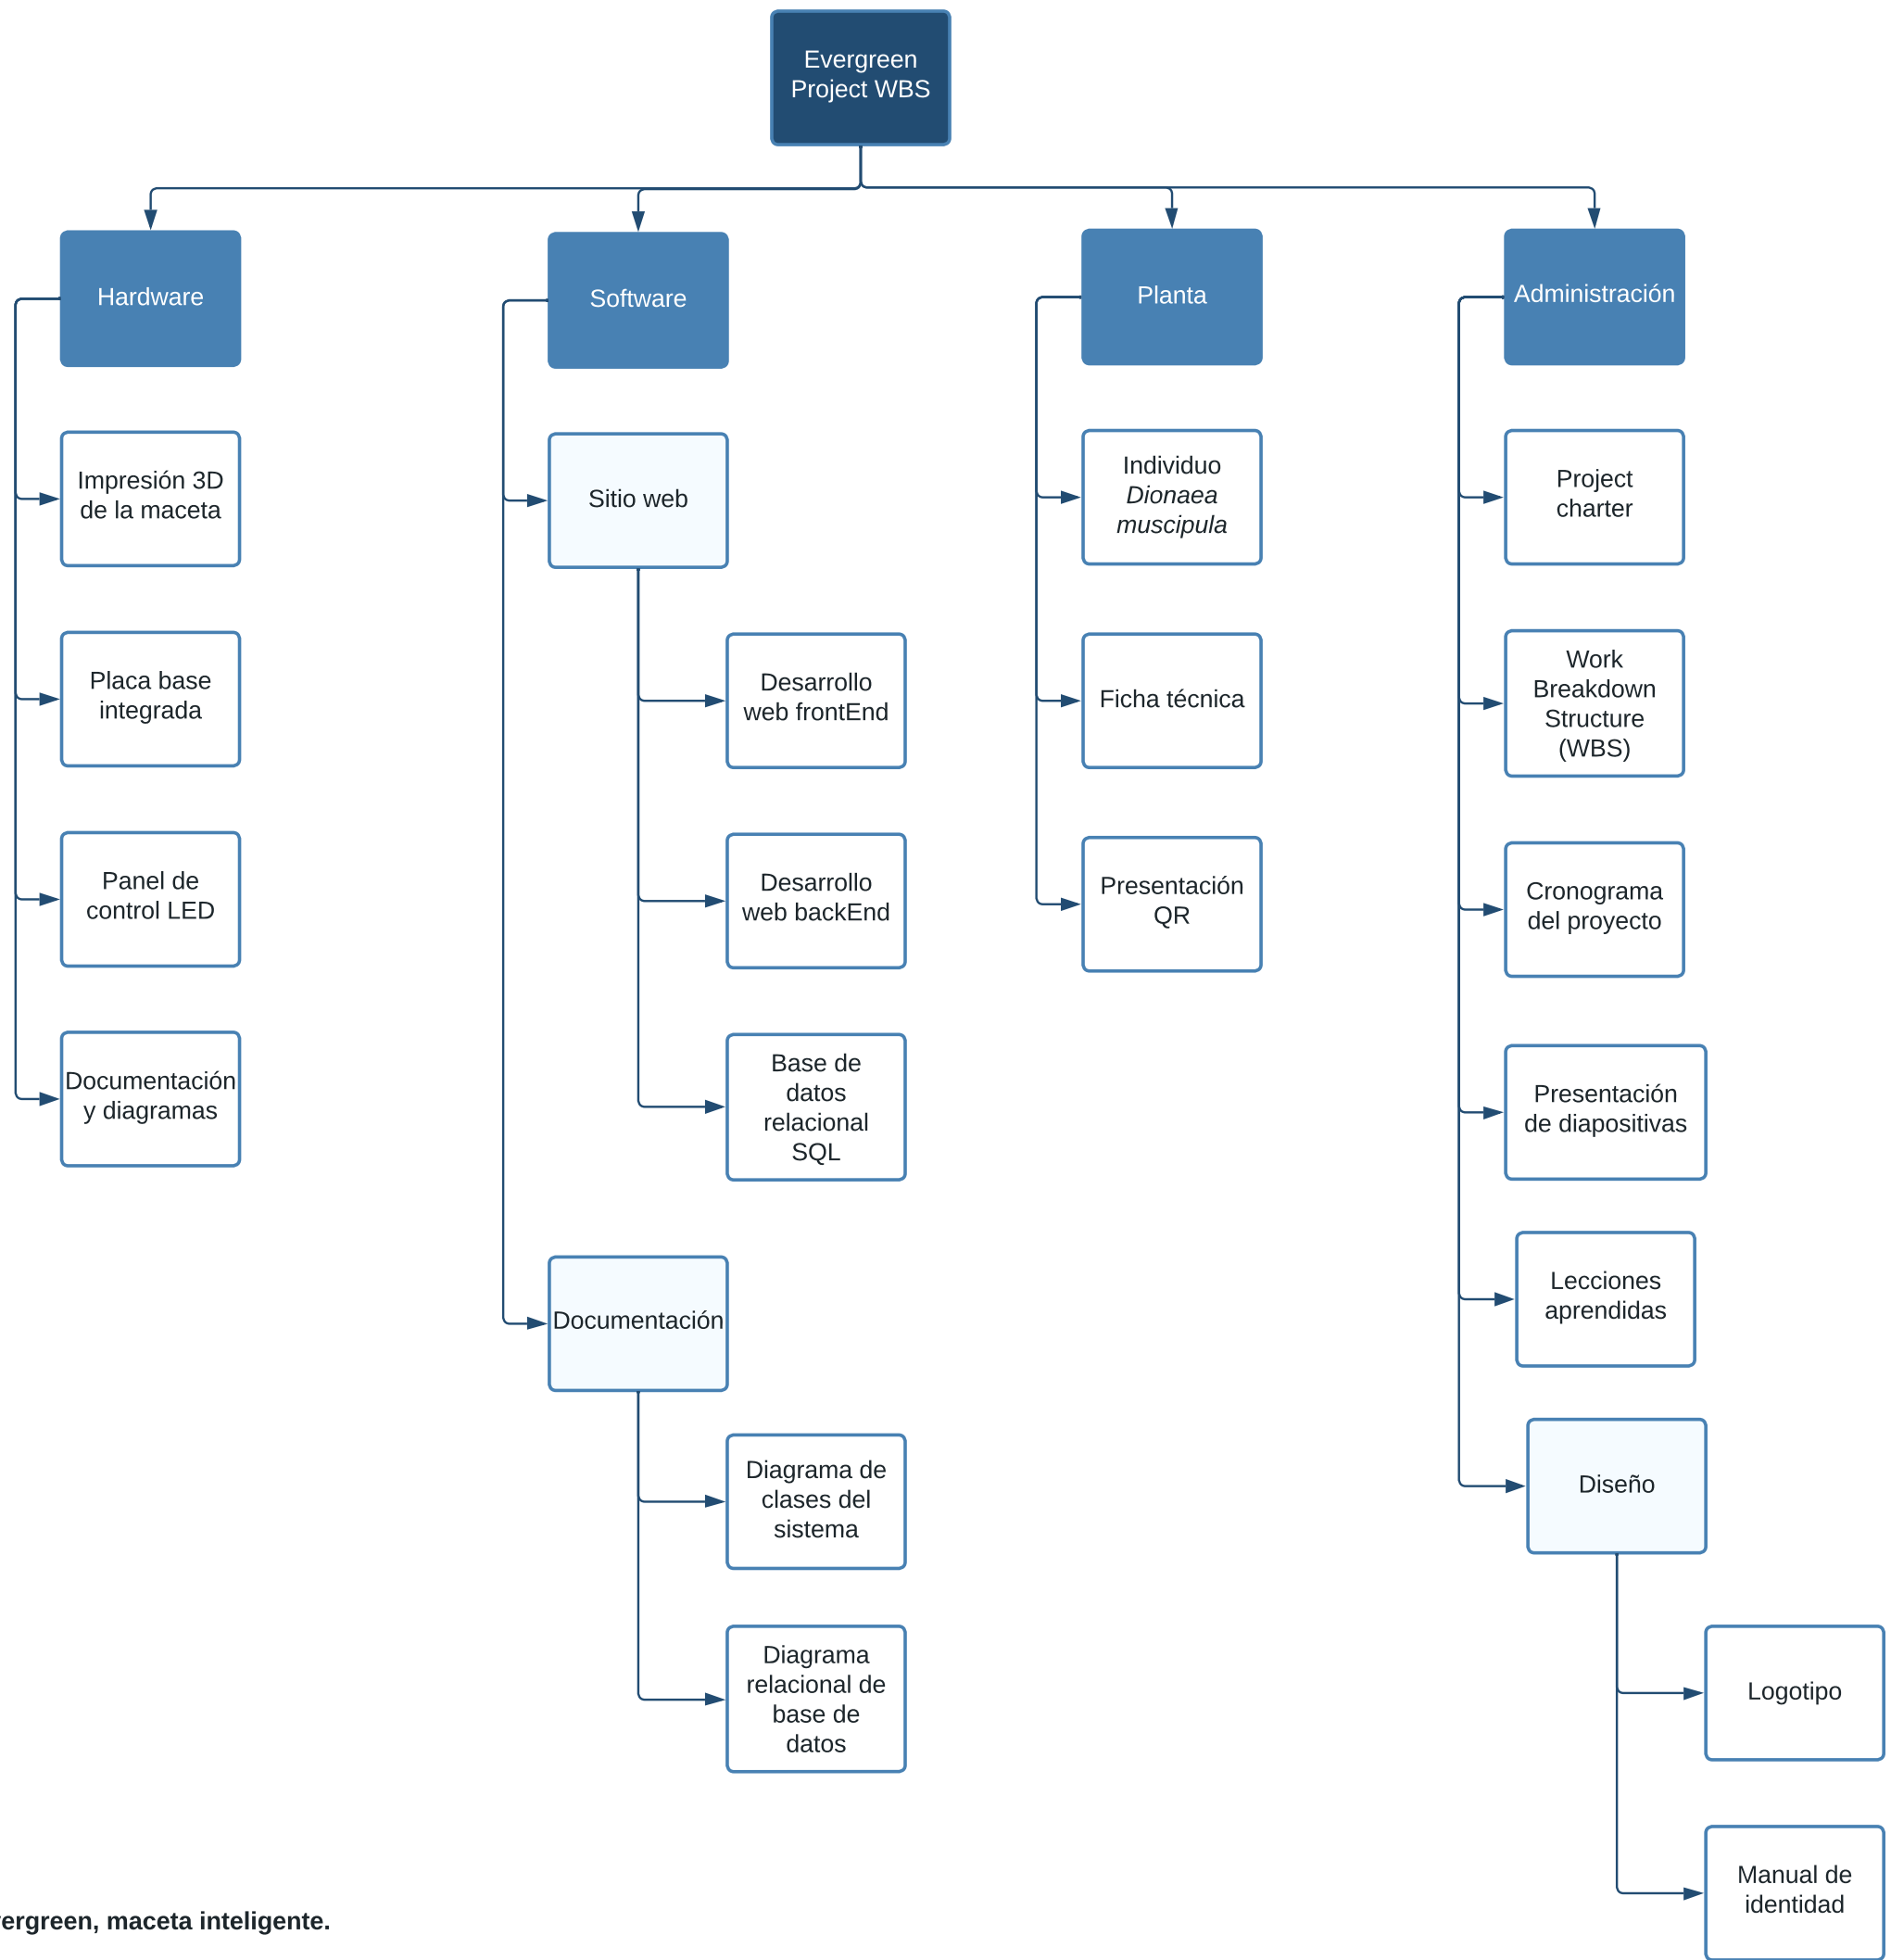 Evergreen
Project WBS
Hardware
Software
Planta
Administración
Impresión 3D
de la maceta
Placa base
integrada
Panel de
control LED
Documentación
y diagramas
Sitio web
Desarrollo
web frontEnd
Desarrollo
web backEnd
Base de
datos
relacional
SQL
Documentación
Diagrama de
clases del
sistema
Diagrama
relacional de
base de
datos
Individuo
Dionaea
muscipula
Ficha técnica
Presentación
QR
Project
charter
Work
Breakdown
Structure
(WBS)
Cronograma
del proyecto
Presentación
de diapositivas
Lecciones
aprendidas
Diseño
Logotipo
Manual de
identidad
vergreen, maceta inteligente.